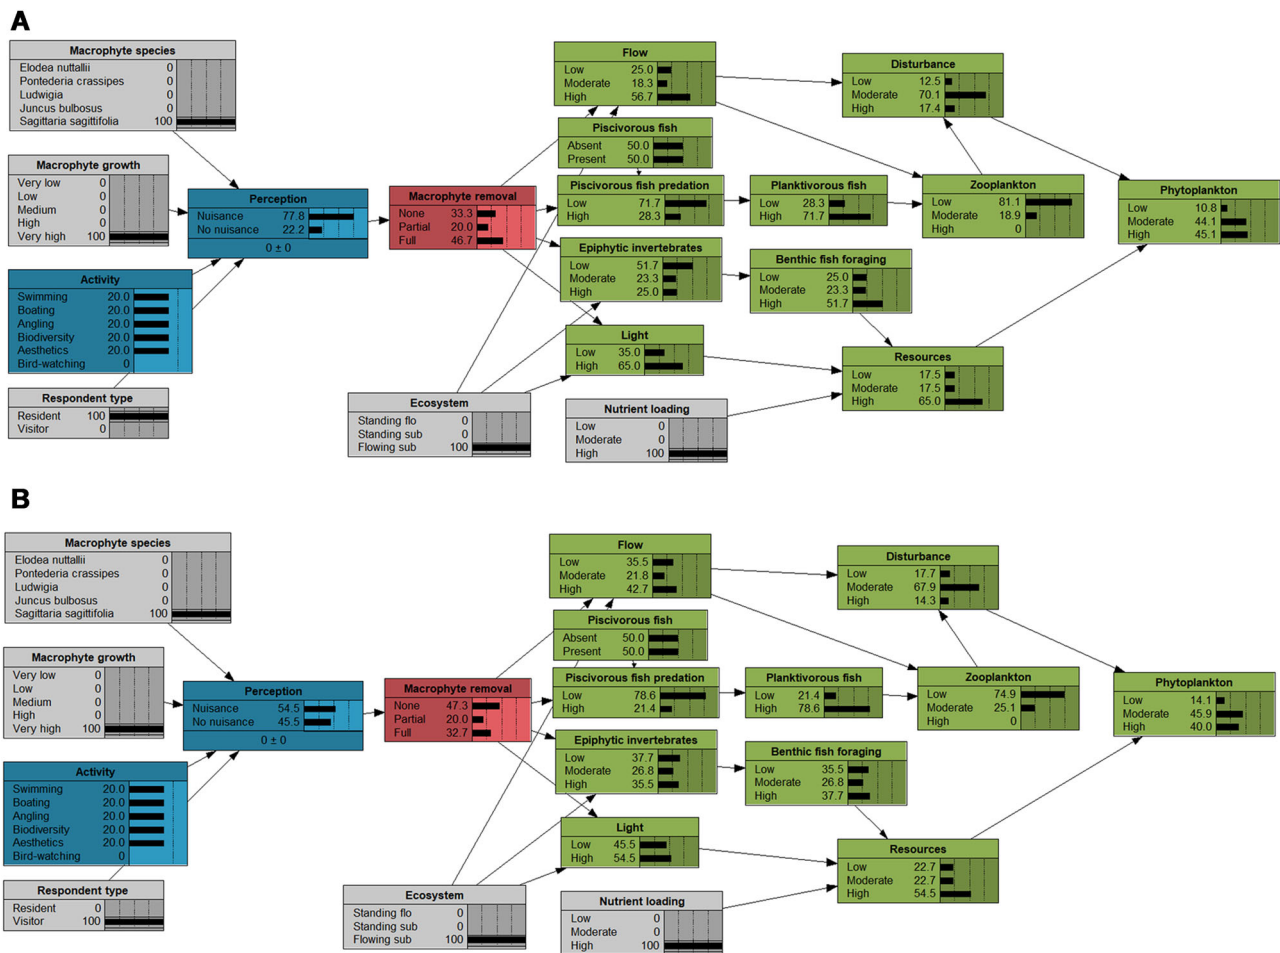 A
Macrophyte species
Elodea nuttallii 0
Pontederia crassipes 0
Ludwigia 0
Juncus bulbosus 0
Sagittaria sagittifolia 100
Macrophyte growth
Very low 0
Low 0
Medium 0
High 0
Very high 100
Activity
Swimming 20.0
Boating 20.0
Angling 20.0
Biodiversity 20.0
Aesthetics 20.0
Bird-watching 0
Respondent type
Resident 100
Visitor 0
Perception
Nuisance 77.8
No nuisance 22.2
0 ± 0
Macrophyte removal
None 33.3
Partial 20.0
Full 46.7
Ecosystem
Standing flo 0
Standing sub 0
Flowing sub 100
Flow
Low 25.0
Moderate 18.3
High 56.7
Piscivorous fish
Absent 50.0
Present 50.0
Piscivorous fish predation
Low 71.7
High 28.3
Epiphytic invertebrates
Low 51.7
Moderate 23.3
High 25.0
Light
Low 35.0
High 65.0
Nutrient loading
Low 0
Moderate 0
High 100
Planktivorous fish
Low 28.3
High 71.7
Benthic fish foraging
Low 25.0
Moderate 23.3
High 51.7
Disturbance
Low 12.5
Moderate 70.1
High 17.4
Zooplankton
Low 81.1
Moderate 18.9
High 0
Resources
Low 17.5
Moderate 17.5
High 65.0
Phytoplankton
Low 10.8
Moderate 44.1
High 45.1
B
Macrophyte species
Elodea nuttallii 0
Pontederia crassipes 0
Ludwigia 0
Juncus bulbosus 0
Sagittaria sagittifolia 100
Macrophyte growth
Very low 0
Low 0
Medium 0
High 0
Very high 100
Activity
Swimming 20.0
Boating 20.0
Angling 20.0
Biodiversity 20.0
Aesthetics 20.0
Bird-watching 0
Respondent type
Resident 0
Visitor 100
Perception
Nuisance 54.5
No nuisance 45.5
0 ± 0
Macrophyte removal
None 47.3
Partial 20.0
Full 32.7
Ecosystem
Standing flo 0
Standing sub 0
Flowing sub 100
Flow
Low 35.5
Moderate 21.8
High 42.7
Piscivorous fish
Absent 50.0
Present 50.0
Piscivorous fish predation
Low 78.6
High 21.4
Epiphytic invertebrates
Low 37.7
Moderate 26.8
High 35.5
Light
Low 45.5
High 54.5
Nutrient loading
Low 0
Moderate 0
High 100
Planktivorous fish
Low 21.4
High 78.6
Benthic fish foraging
Low 35.5
Moderate 26.8
High 37.7
Disturbance
Low 17.7
Moderate 67.9
High 14.3
Zooplankton
Low 74.9
Moderate 25.1
High 0
Resources
Low 22.7
Moderate 22.7
High 54.5
Phytoplankton
Low 14.1
Moderate 45.9
High 40.0